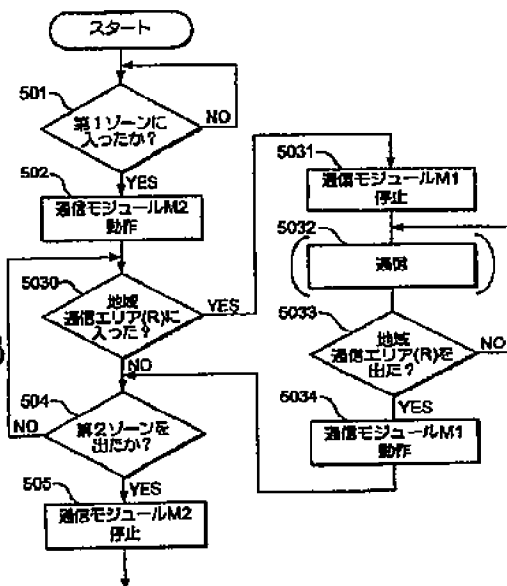 スタート
501
第1ゾーンに
入ったか?
NO
YES
502
通信モジュールM2
動作
5030
地域
通信エリア(R)に
入った?
YES
NO
504
第2ゾーンを
出たか?
NO
YES
505
通信モジュールM2
停止
5031
通信モジュールM1
停止
5032
通信
5033
地域
通信エリア(R)を
出た?
NO
YES
5034
通信モジュールM1
動作